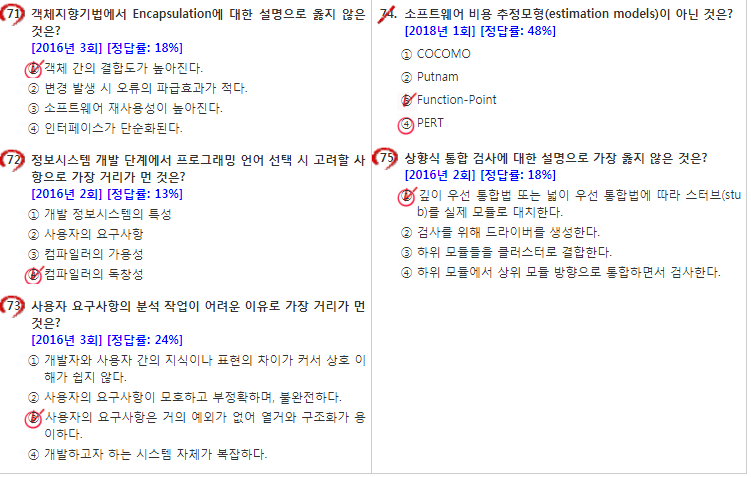 71. 객체지향기법에서 Encapsulation에 대한 설명으로 옳지 않은
것은?
[2016년 3회] [정답률: 18%]
① 객체 간의 결합도가 높아진다.
② 변경 발생 시 오류의 파급효과가 적다.
③ 소프트웨어 재사용성이 높아진다.
④ 인터페이스가 단순화된다.
72. 정보시스템 개발 단계에서 프로그래밍 언어 선택 시 고려할 사
항으로 가장 거리가 먼 것은?
[2016년 2회] [정답률: 13%]
① 개발 정보시스템의 특성
② 사용자의 요구사항
③ 컴파일러의 가용성
④ 컴파일러의 독창성
73. 사용자 요구사항의 분석 작업이 어려운 이유로 가장 거리가 먼
것은?
[2016년 3회] [정답률: 24%]
① 개발자와 사용자 간의 지식이나 표현의 차이가 커서 상호 이
해가 쉽지 않다.
② 사용자의 요구사항이 모호하고 부정확하며, 불완전하다.
③ 사용자의 요구사항은 거의 예외가 없어 열거와 구조화가 용
이하다.
④ 개발하고자 하는 시스템 자체가 복잡하다.
74. 소프트웨어 비용 추정모형(estimation models)이 아닌 것은?
[2018년 1회] [정답률: 48%]
① COCOMO
② Putnam
③ Function-Point
④ PERT
75. 상향식 통합 검사에 대한 설명으로 가장 옳지 않은 것은?
[2016년 2회] [정답률: 18%]
① 깊이 우선 통합법 또는 넓이 우선 통합법에 따라 스터브(stu
b)를 실제 모듈로 대치한다.
② 검사를 위해 드라이버를 생성한다.
③ 하위 모듈들을 클러스터로 결합한다.
④ 하위 모듈에서 상위 모듈 방향으로 통합하면서 검사한다.